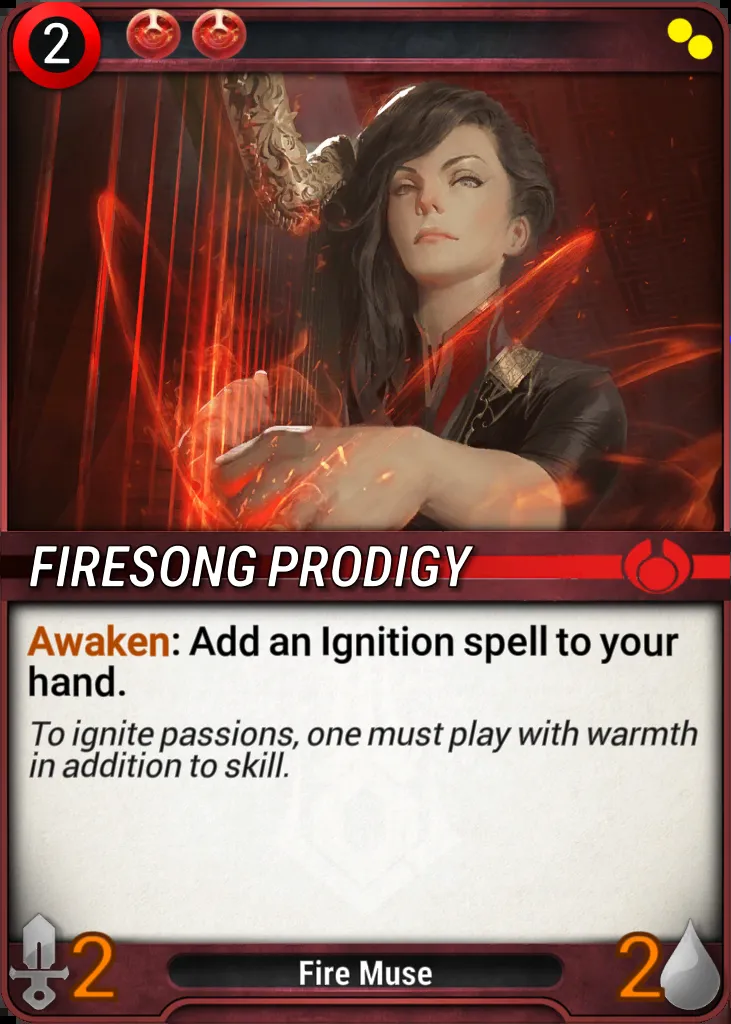 2
FIRESONG PRODIGY
Awaken: Add an Ignition spell to your
hand.
To ignite passions, one must play with warmth
in addition to skill.
2
Fire Muse
2